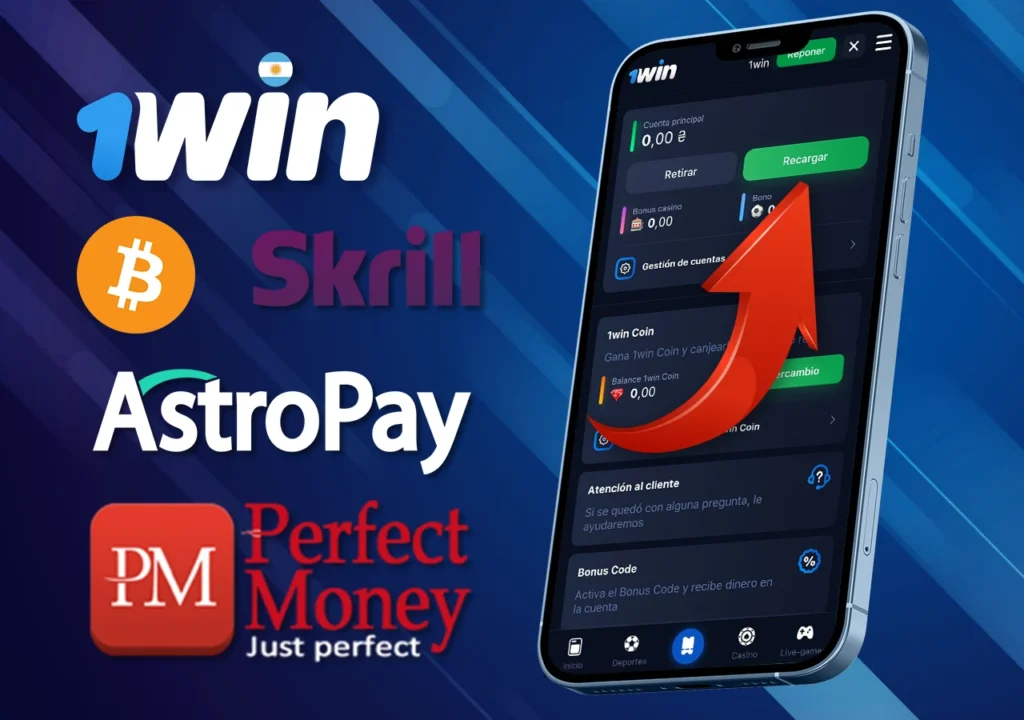 1win
Skrill
AstroPay
PM
Perfect
Money
Just perfect
1win
1win
Reponer
Cuenta principal
0,00 ₴
Retirar
Recargar
Bonus casino
0,00
Bono
0
Gestión de cuentas
1win Coin
Gana 1win Coin y canjear
Balance 1win Coin
0,00
Coin
Atención al cliente
Si se quedó con alguna pregunta, le
ayudaremos
Bonus Code
Activa el Bonus Code y recibe dinero en
la cuenta
Inicio
Deportes
Casino
Live-game